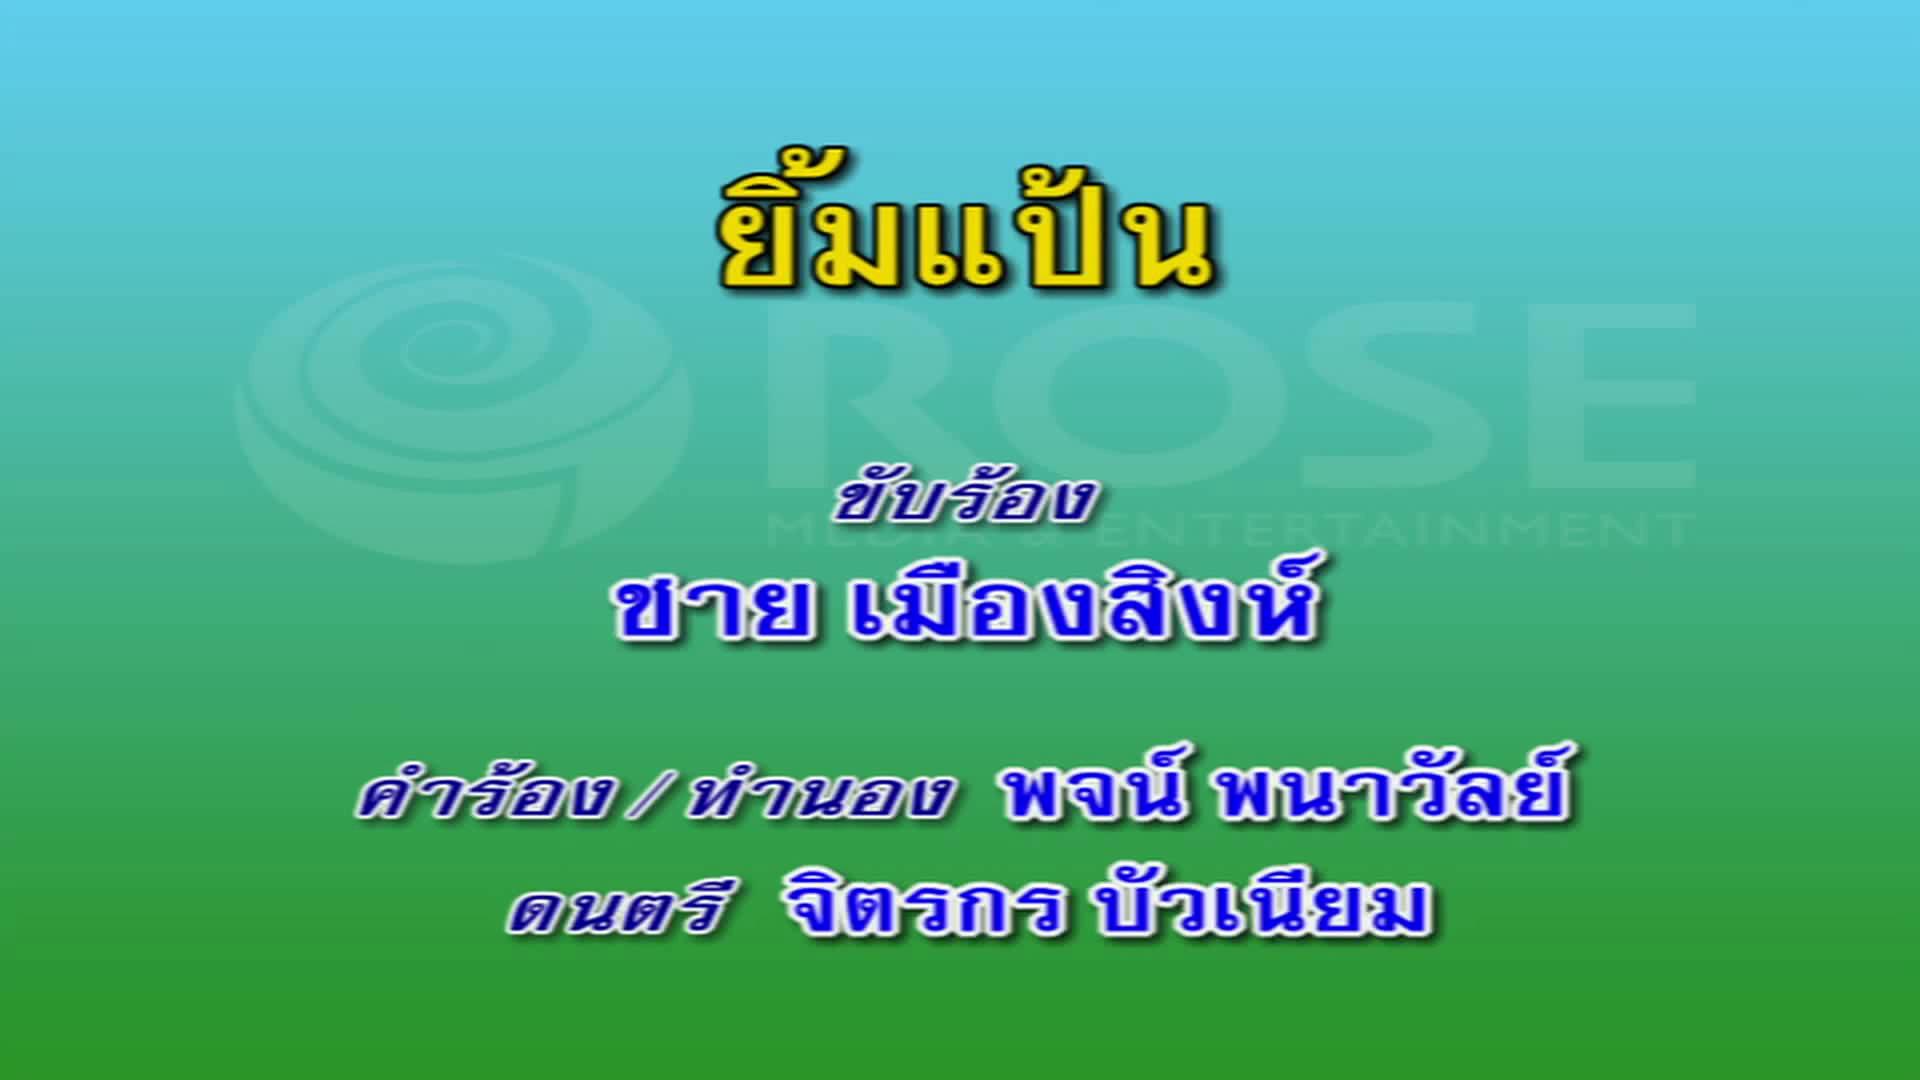 ยิ้มแป้น
ROSE
MEDIA & ENTERTAINMENT
ขับร้อง
ชาย เมืองสิงห์
คำร้อง / ทำนอง พจน์ พนาวัลย์
ดนตรี จิตรกร บัวเนียม